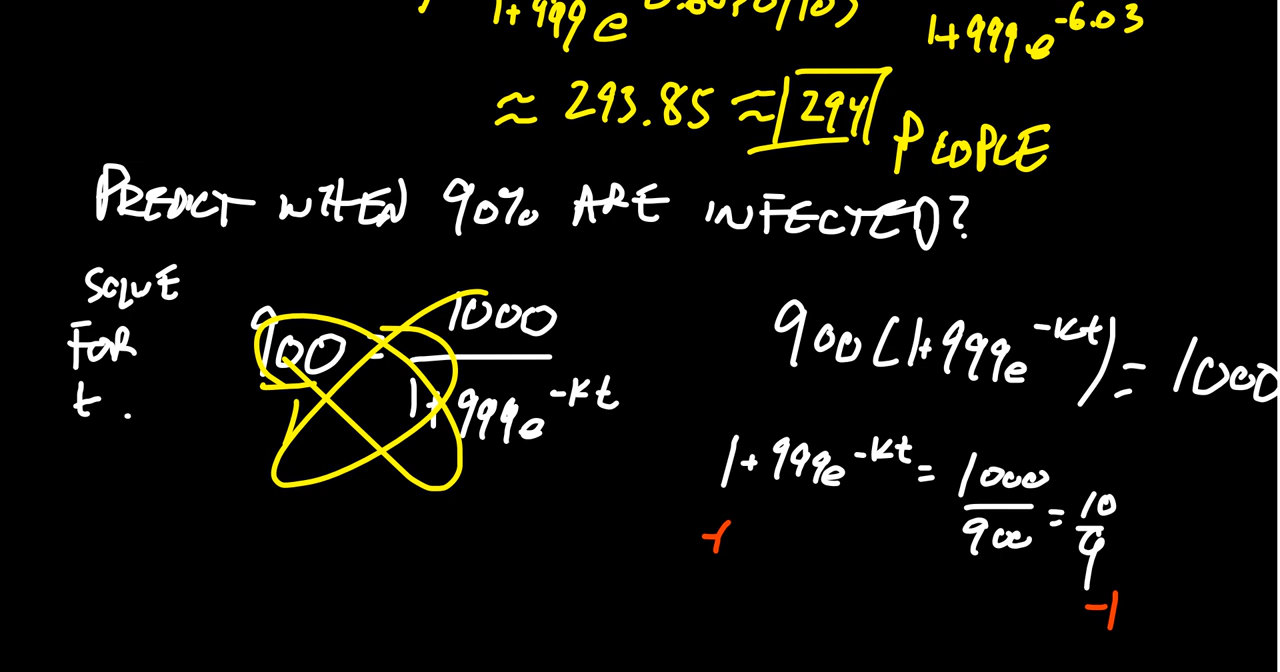 1+999e 1+999e^-6.03
≈ 293.85 ≈ 294 PEOPLE
PREDICT WHEN 90% ARE INFECTED?
SOLVE
FOR
t.
900 = 1000 / 1+999e^-kt
900(1+999e^-kt) = 1000
1+999e^-kt = 1000/900 = 10/9
-1 -1